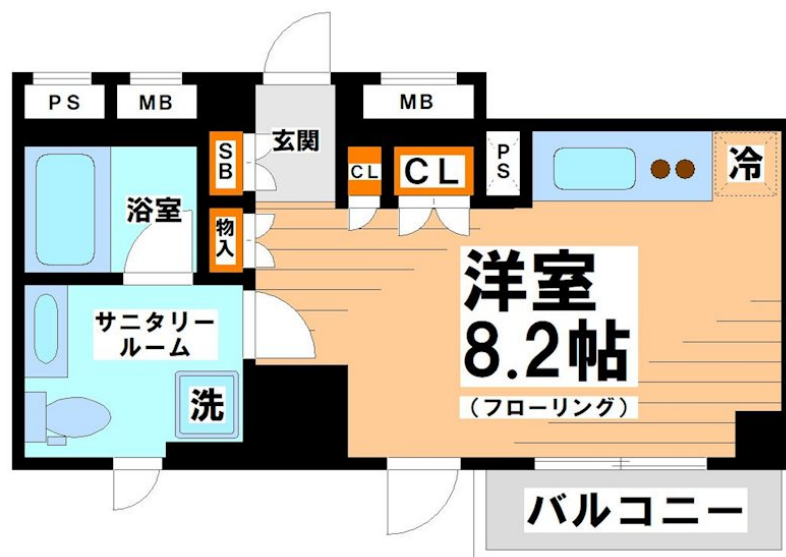 PS
MB
MB
玄関
SB
CL
CL
PS
冷
浴室
物入
洋室
8.2帖
(フローリング)
サニタリー
ルーム
洗
バルコニー